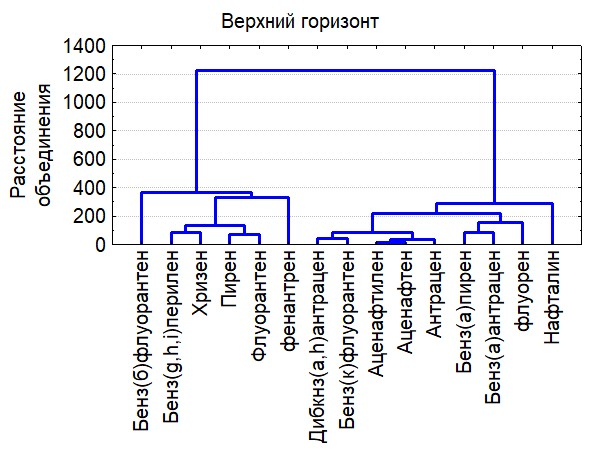 Верхний горизонт
1400
1200
1000
800
600
400
200
0
Расстояние
объединения
Бенз(б)флуорантен
Бенз(g,h,i)перилен
Хризен
Пирен
Флуорантен
фенантрен
Дибкнз(a,h)антрацен
Бенз(к)флуорантен
Аценафтилен
Аценафтен
Антрацен
Бенз(а)пирен
Бенз(а)антрацен
флуорен
Нафталин